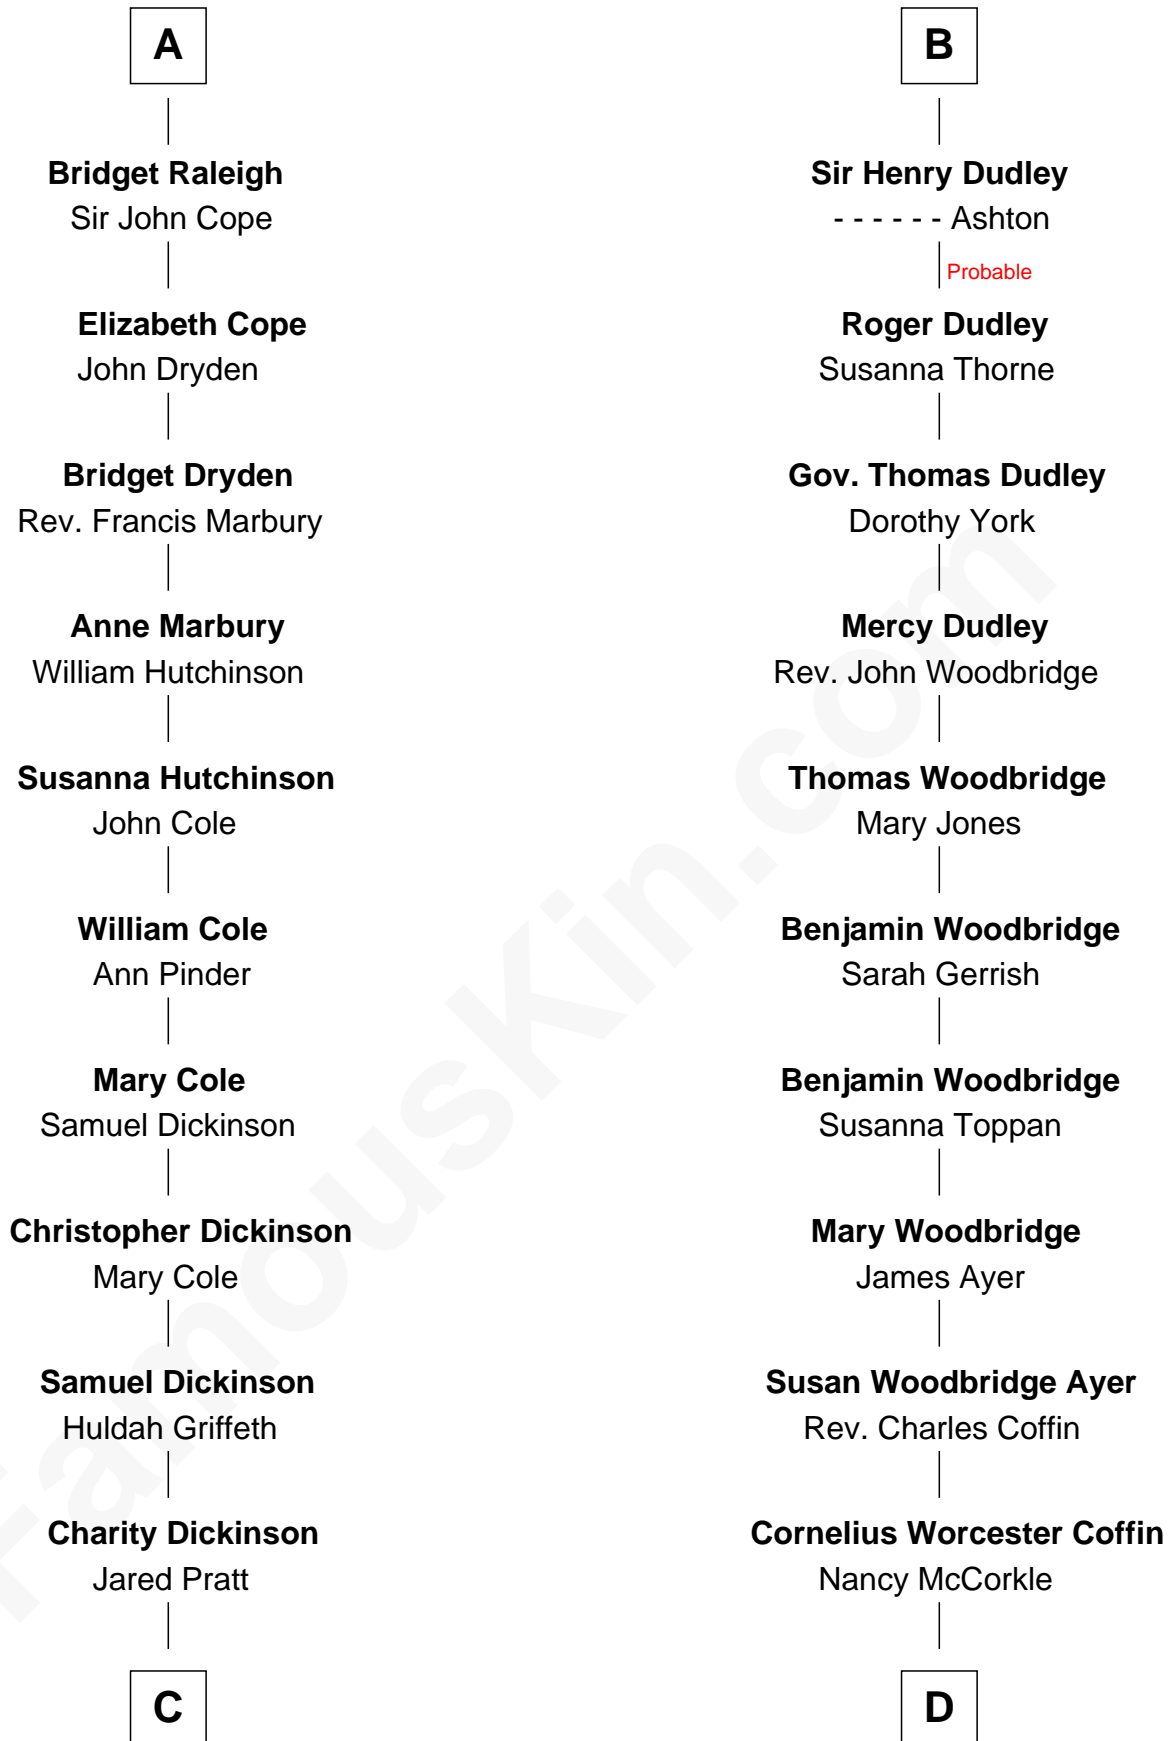 A
Bridget Raleigh
Sir John Cope
Elizabeth Cope
John Dryden
Bridget Dryden
Rev. Francis Marbury
Anne Marbury
William Hutchinson
Susanna Hutchinson
John Cole
William Cole
Ann Pinder
Mary Cole
Samuel Dickinson
Christopher Dickinson
Mary Cole
Samuel Dickinson
Huldah Griffeth
Charity Dickinson
Jared Pratt
C
B
Sir Henry Dudley
- - - - - - Ashton
Probable
Roger Dudley
Susanna Thorne
Gov. Thomas Dudley
Dorothy York
Mercy Dudley
Rev. John Woodbridge
Thomas Woodbridge
Mary Jones
Benjamin Woodbridge
Sarah Gerrish
Benjamin Woodbridge
Susanna Toppan
Mary Woodbridge
James Ayer
Susan Woodbridge Ayer
Rev. Charles Coffin
Cornelius Worcester Coffin
Nancy McCorkle
D
FamousKin.com